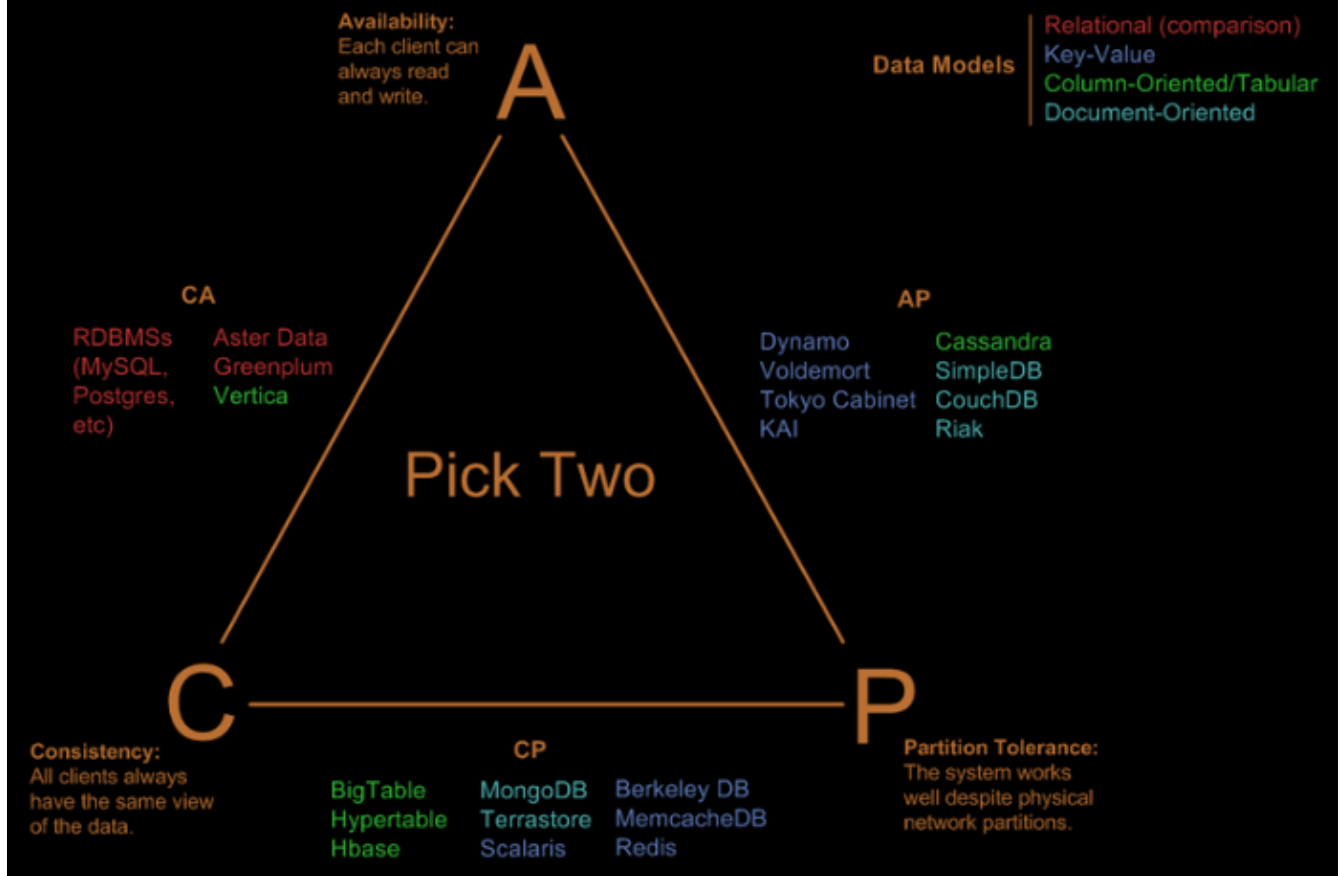 Availability:
Each client can
always read
and write.
A
Data Models
Relational (comparison)
Key-Value
Column-Oriented/Tabular
Document-Oriented
CA
RDBMSs
(MySQL,
Postgres,
etc)
Aster Data
Greenplum
Vertica
AP
Dynamo
Voldemort
Tokyo Cabinet
KAI
Cassandra
SimpleDB
CouchDB
Riak
Pick Two
C
Consistency:
All clients always
have the same view
of the data.
CP
BigTable
Hypertable
Hbase
MongoDB
Terrastore
Scalaris
Berkeley DB
MemcacheDB
Redis
P
Partition Tolerance:
The system works
well despite physical
network partitions.